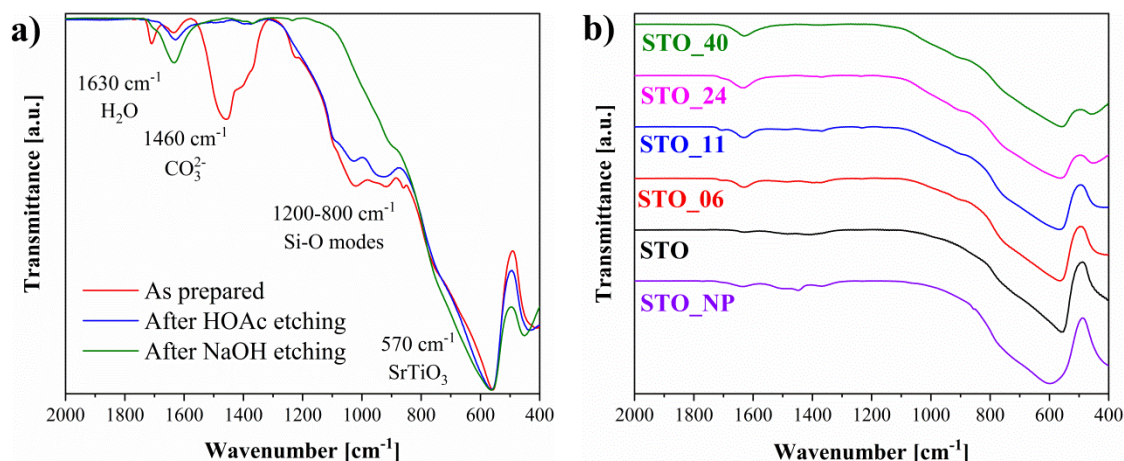 a)
Transmittance [a.u.]
1630 cm⁻¹
H₂O
1460 cm⁻¹
CO₃²⁻
1200-800 cm⁻¹
Si-O modes
As prepared
After HOAc etching
After NaOH etching
570 cm⁻¹
SrTiO₃
2000 1800 1600 1400 1200 1000 800 600 400
Wavenumber [cm⁻¹]
b)
Transmittance [a.u.]
STO_40
STO_24
STO_11
STO_06
STO
STO_NP
2000 1800 1600 1400 1200 1000 800 600 400
Wavenumber [cm⁻¹]